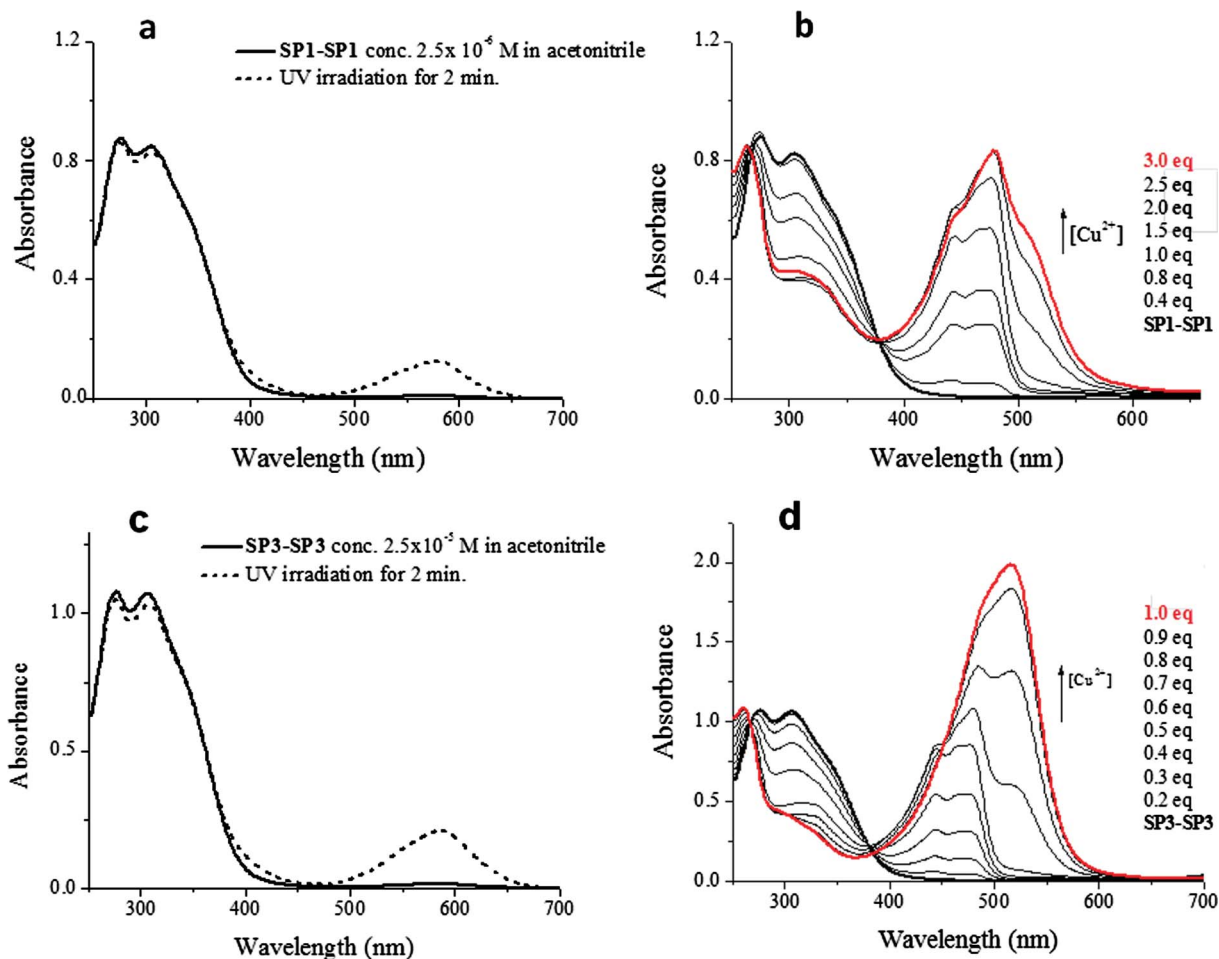 a
1.2
0.8
0.4
0.0
Absorbance
SP1-SP1 conc. 2.5x 10⁻⁵ M in acetonitrile
UV irradiation for 2 min.
300 400 500 600 700
Wavelength (nm)
b
1.2
0.8
0.4
0.0
Absorbance
[Cu²⁺]
3.0 eq
2.5 eq
2.0 eq
1.5 eq
1.0 eq
0.8 eq
0.4 eq
SP1-SP1
300 400 500 600
Wavelength (nm)
c
1.0
0.5
0.0
Absorbance
SP3-SP3 conc. 2.5x10⁻⁵ M in acetonitrile
UV irradiation for 2 min.
300 400 500 600 700
Wavelength (nm)
d
2.0
1.5
1.0
0.5
0.0
Absorbance
[Cu²⁺]
1.0 eq
0.9 eq
0.8 eq
0.7 eq
0.6 eq
0.5 eq
0.4 eq
0.3 eq
0.2 eq
SP3-SP3
300 400 500 600 700
Wavelength (nm)